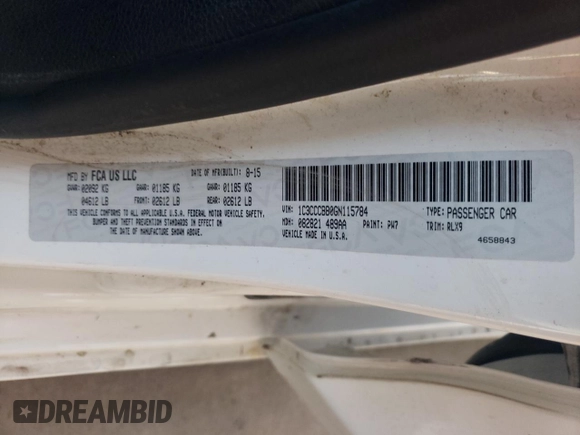 MFD BY FCA US LLC DATE OF MFR(BUILT): 8-15
GVWR: 02092 KG GAWR: 01185 KG GAWR: 01185 KG
04612 LB FRONT: 02612 LB REAR: 02612 LB
THIS VEHICLE CONFORMS TO ALL APPLICABLE U.S.A. FEDERAL MOTOR VEHICLE SAFETY,
BUMPER AND THEFT PREVENTION STANDARDS IN EFFECT ON THE
DATE OF MANUFACTURE SHOWN ABOVE.
VIN: 1C3CCCBB0GN115784 TYPE: PASSENGER CAR
MDH: 082821 489AA PAINT: PW7 TRIM: RLX9
VEHICLE MADE IN U.S.A. 4658843
DREAMBID